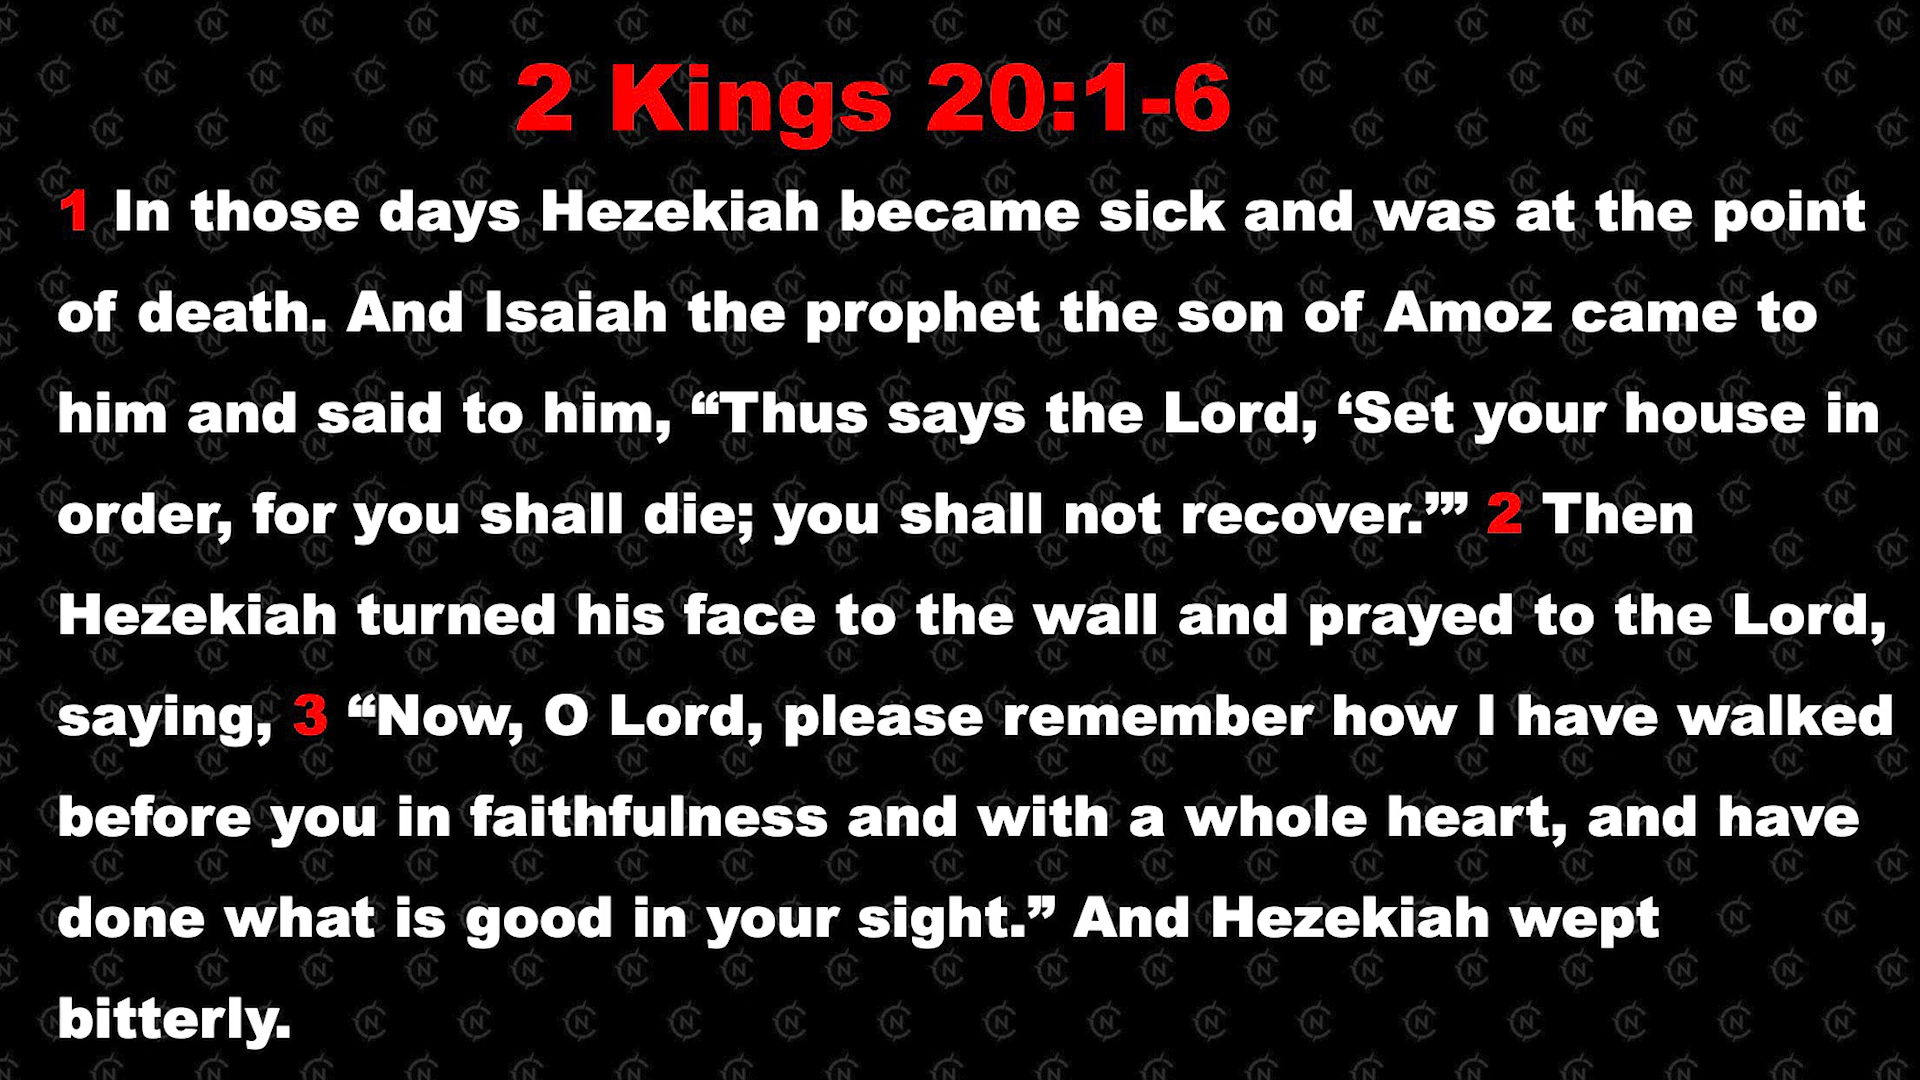 2 Kings 20:1-6
1 In those days Hezekiah became sick and was at the point
of death. And Isaiah the prophet the son of Amoz came to
him and said to him, “Thus says the Lord, ‘Set your house in
order, for you shall die; you shall not recover.’” 2 Then
Hezekiah turned his face to the wall and prayed to the Lord,
saying, 3 “Now, O Lord, please remember how I have walked
before you in faithfulness and with a whole heart, and have
done what is good in your sight.” And Hezekiah wept
bitterly.